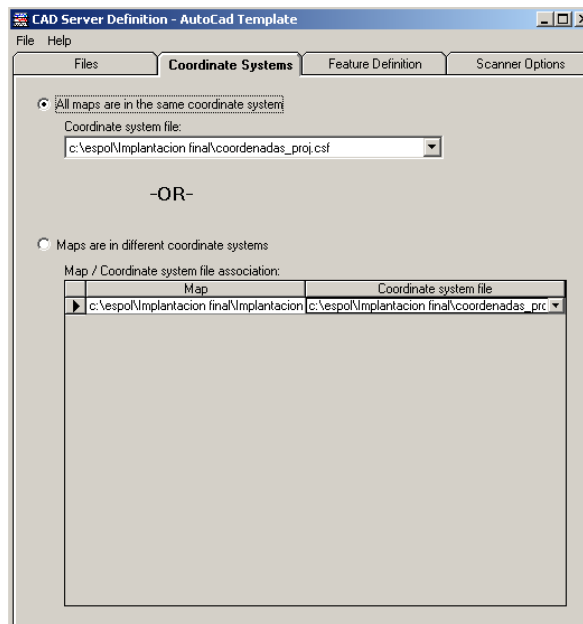 CAD Server Definition - AutoCad Template
File Help
Files Coordinate Systems Feature Definition Scanner Options
All maps are in the same coordinate system
Coordinate system file:
c:\espol\Implantacion final\coordenadas_proj.csf
-OR-
Maps are in different coordinate systems
Map / Coordinate system file association:
Map Coordinate system file
c:\espol\Implantacion final\Implantacion c:\espol\Implantacion final\coordenadas_prc